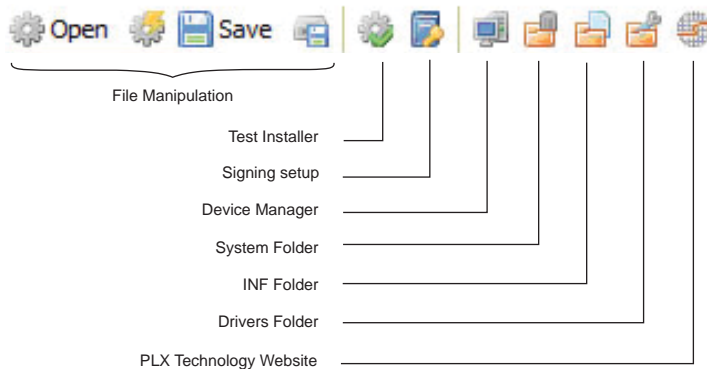 Open Save
File Manipulation
Test Installer
Signing setup
Device Manager
System Folder
INF Folder
Drivers Folder
PLX Technology Website